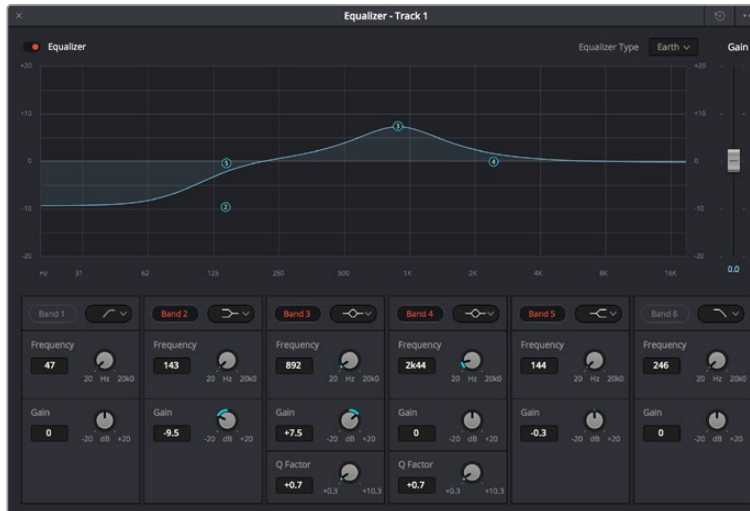 Equalizer - Track 1
Equalizer
Equalizer Type Earth Gain
+20 +20
+10 +10
0 0
-10 -10
-20 -20
3
5
4
2
0.0
Hz 31 62 125 250 500 1K 2K 4K 8K 16K
Band 1 Band 2 Band 3 Band 4 Band 5 Band 6
Frequency Frequency Frequency Frequency Frequency Frequency
47 143 892 2k44 144 246
20 Hz 20k0 20 Hz 20k0 20 Hz 20k0 20 Hz 20k0 20 Hz 20k0 20 Hz 20k0
Gain Gain Gain Gain Gain Gain
0 -9.5 +7.5 0 -0.3 0
-20 dB +20 -20 dB +20 -20 dB +20 -20 dB +20 -20 dB +20 -20 dB +20
Q Factor Q Factor
+0.7 +0.7
+0.3 +10.3 +0.3 +10.3